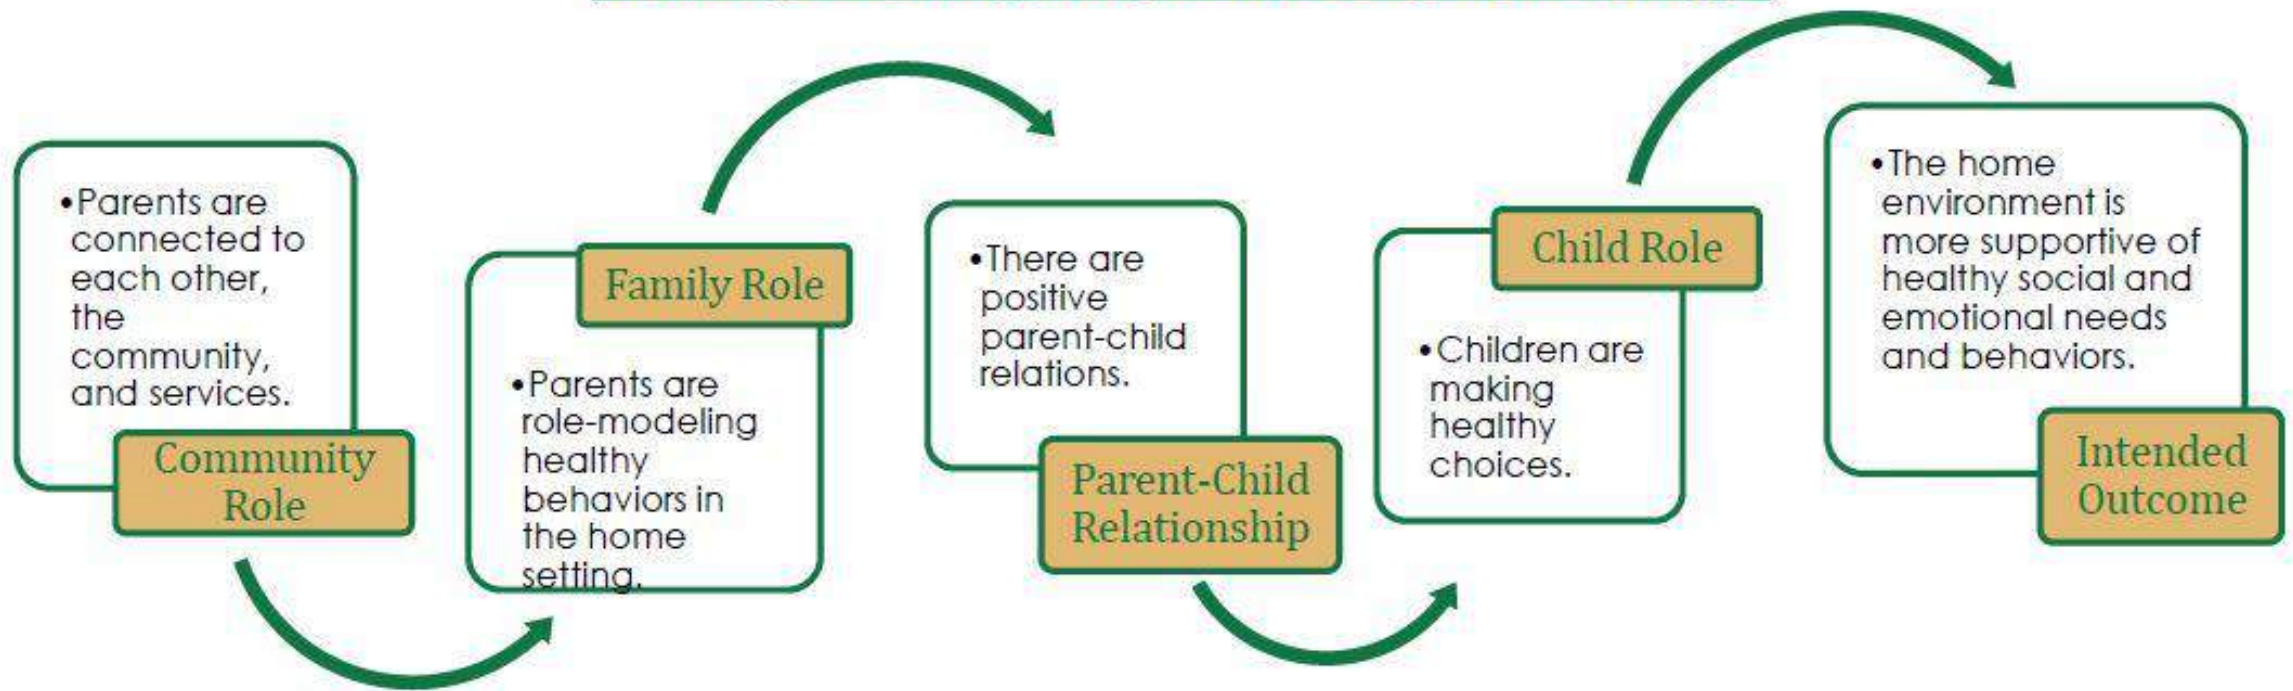 •Parents are
connected to
each other,
the
community,
and services.
Community
Role
Family Role
•Parents are
role-modeling
healthy
behaviors in
the home
setting.
•There are
positive
parent-child
relations.
Parent-Child
Relationship
Child Role
•Children are
making
healthy
choices.
•The home
environment is
more supportive of
healthy social and
emotional needs
and behaviors.
Intended
Outcome